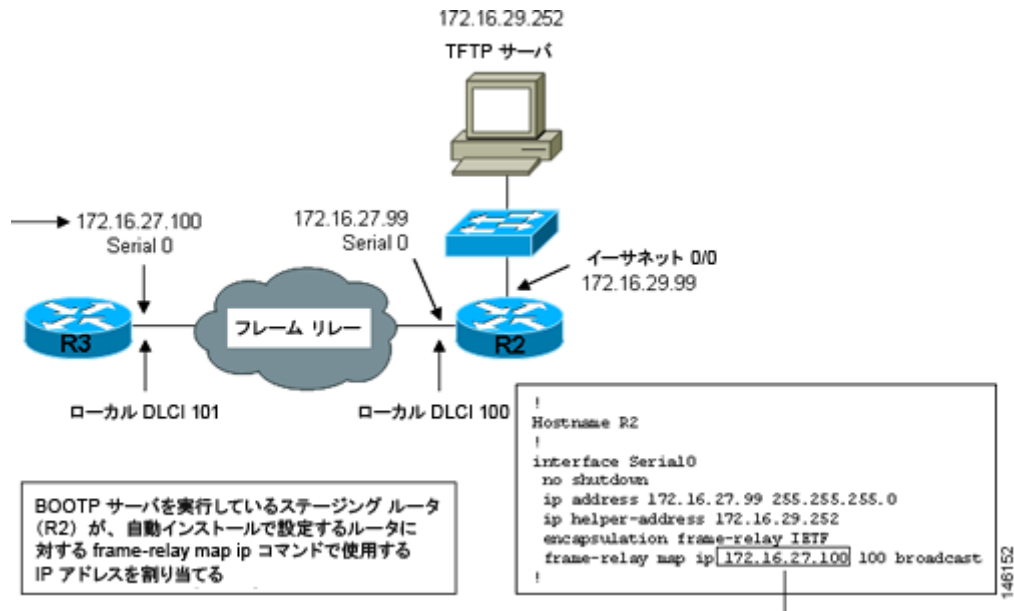 172.16.29.252
TFTP サーバ
172.16.27.100
Serial 0
172.16.27.99
Serial 0
イーサネット 0/0
172.16.29.99
R3
フレーム リレー
R2
ローカル DLCI 101
ローカル DLCI 100
BOOTP サーバを実行しているステージング ルータ
（R2）が、自動インストールで設定するルータに
対する frame-relay map ip コマンドで使用する
IP アドレスを割り当てる
!
Hostname R2
!
interface Serial0
no shutdown
ip address 172.16.27.99 255.255.255.0
ip helper-address 172.16.29.252
encapsulation frame-relay IETF
frame-relay map ip 172.16.27.100 100 broadcast
!
146152